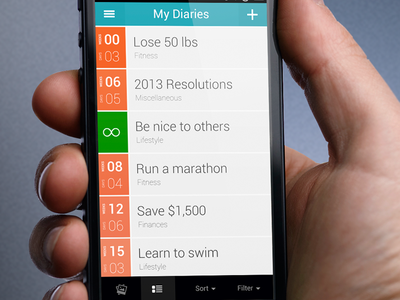 My Diaries
00
03
Lose 50 lbs
Fitness
06
05
2013 Resolutions
Miscellaneous
Be nice to others
Lifestyle
08
04
Run a marathon
Fitness
12
06
Save $1,500
Finances
15
03
Learn to swim
Lifestyle
Sort
Filter